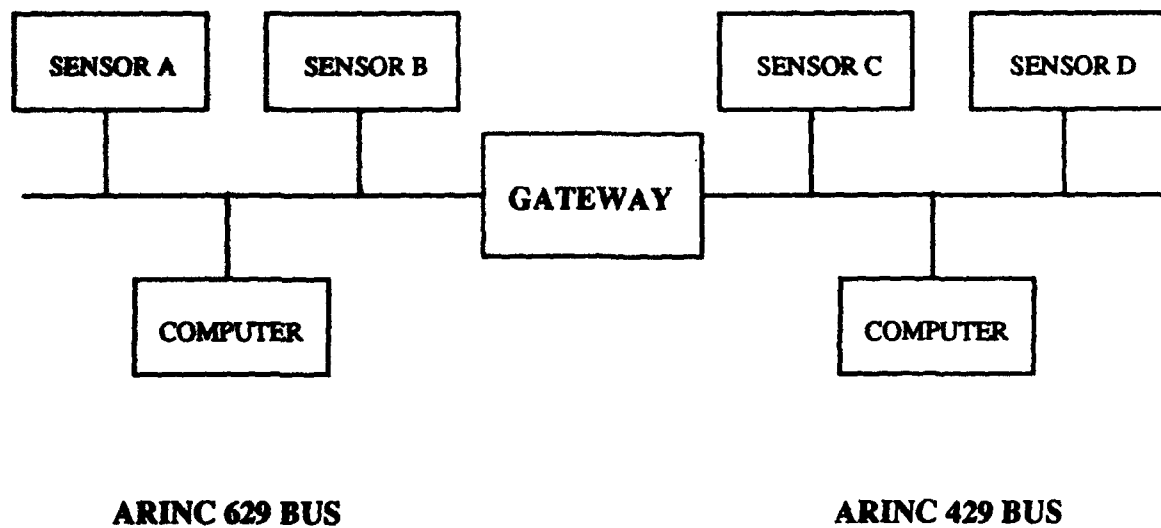 SENSOR A
SENSOR B
SENSOR C
SENSOR D
GATEWAY
COMPUTER
COMPUTER
ARINC 629 BUS
ARINC 429 BUS